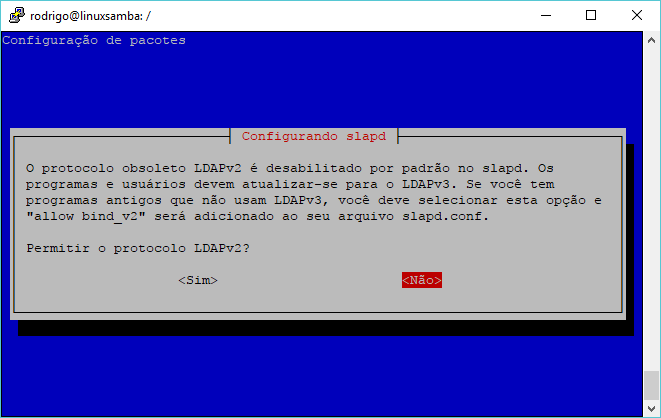 rodrigo@linuxsamba: /
Configuração de pacotes
Configurando slapd
O protocolo obsoleto LDAPv2 é desabilitado por padrão no slapd. Os
programas e usuários devem atualizar-se para o LDAPv3. Se você tem
programas antigos que não usam LDAPv3, você deve selecionar esta opção e
"allow bind_v2" será adicionado ao seu arquivo slapd.conf.
Permitir o protocolo LDAPv2?
<Sim> <Não>